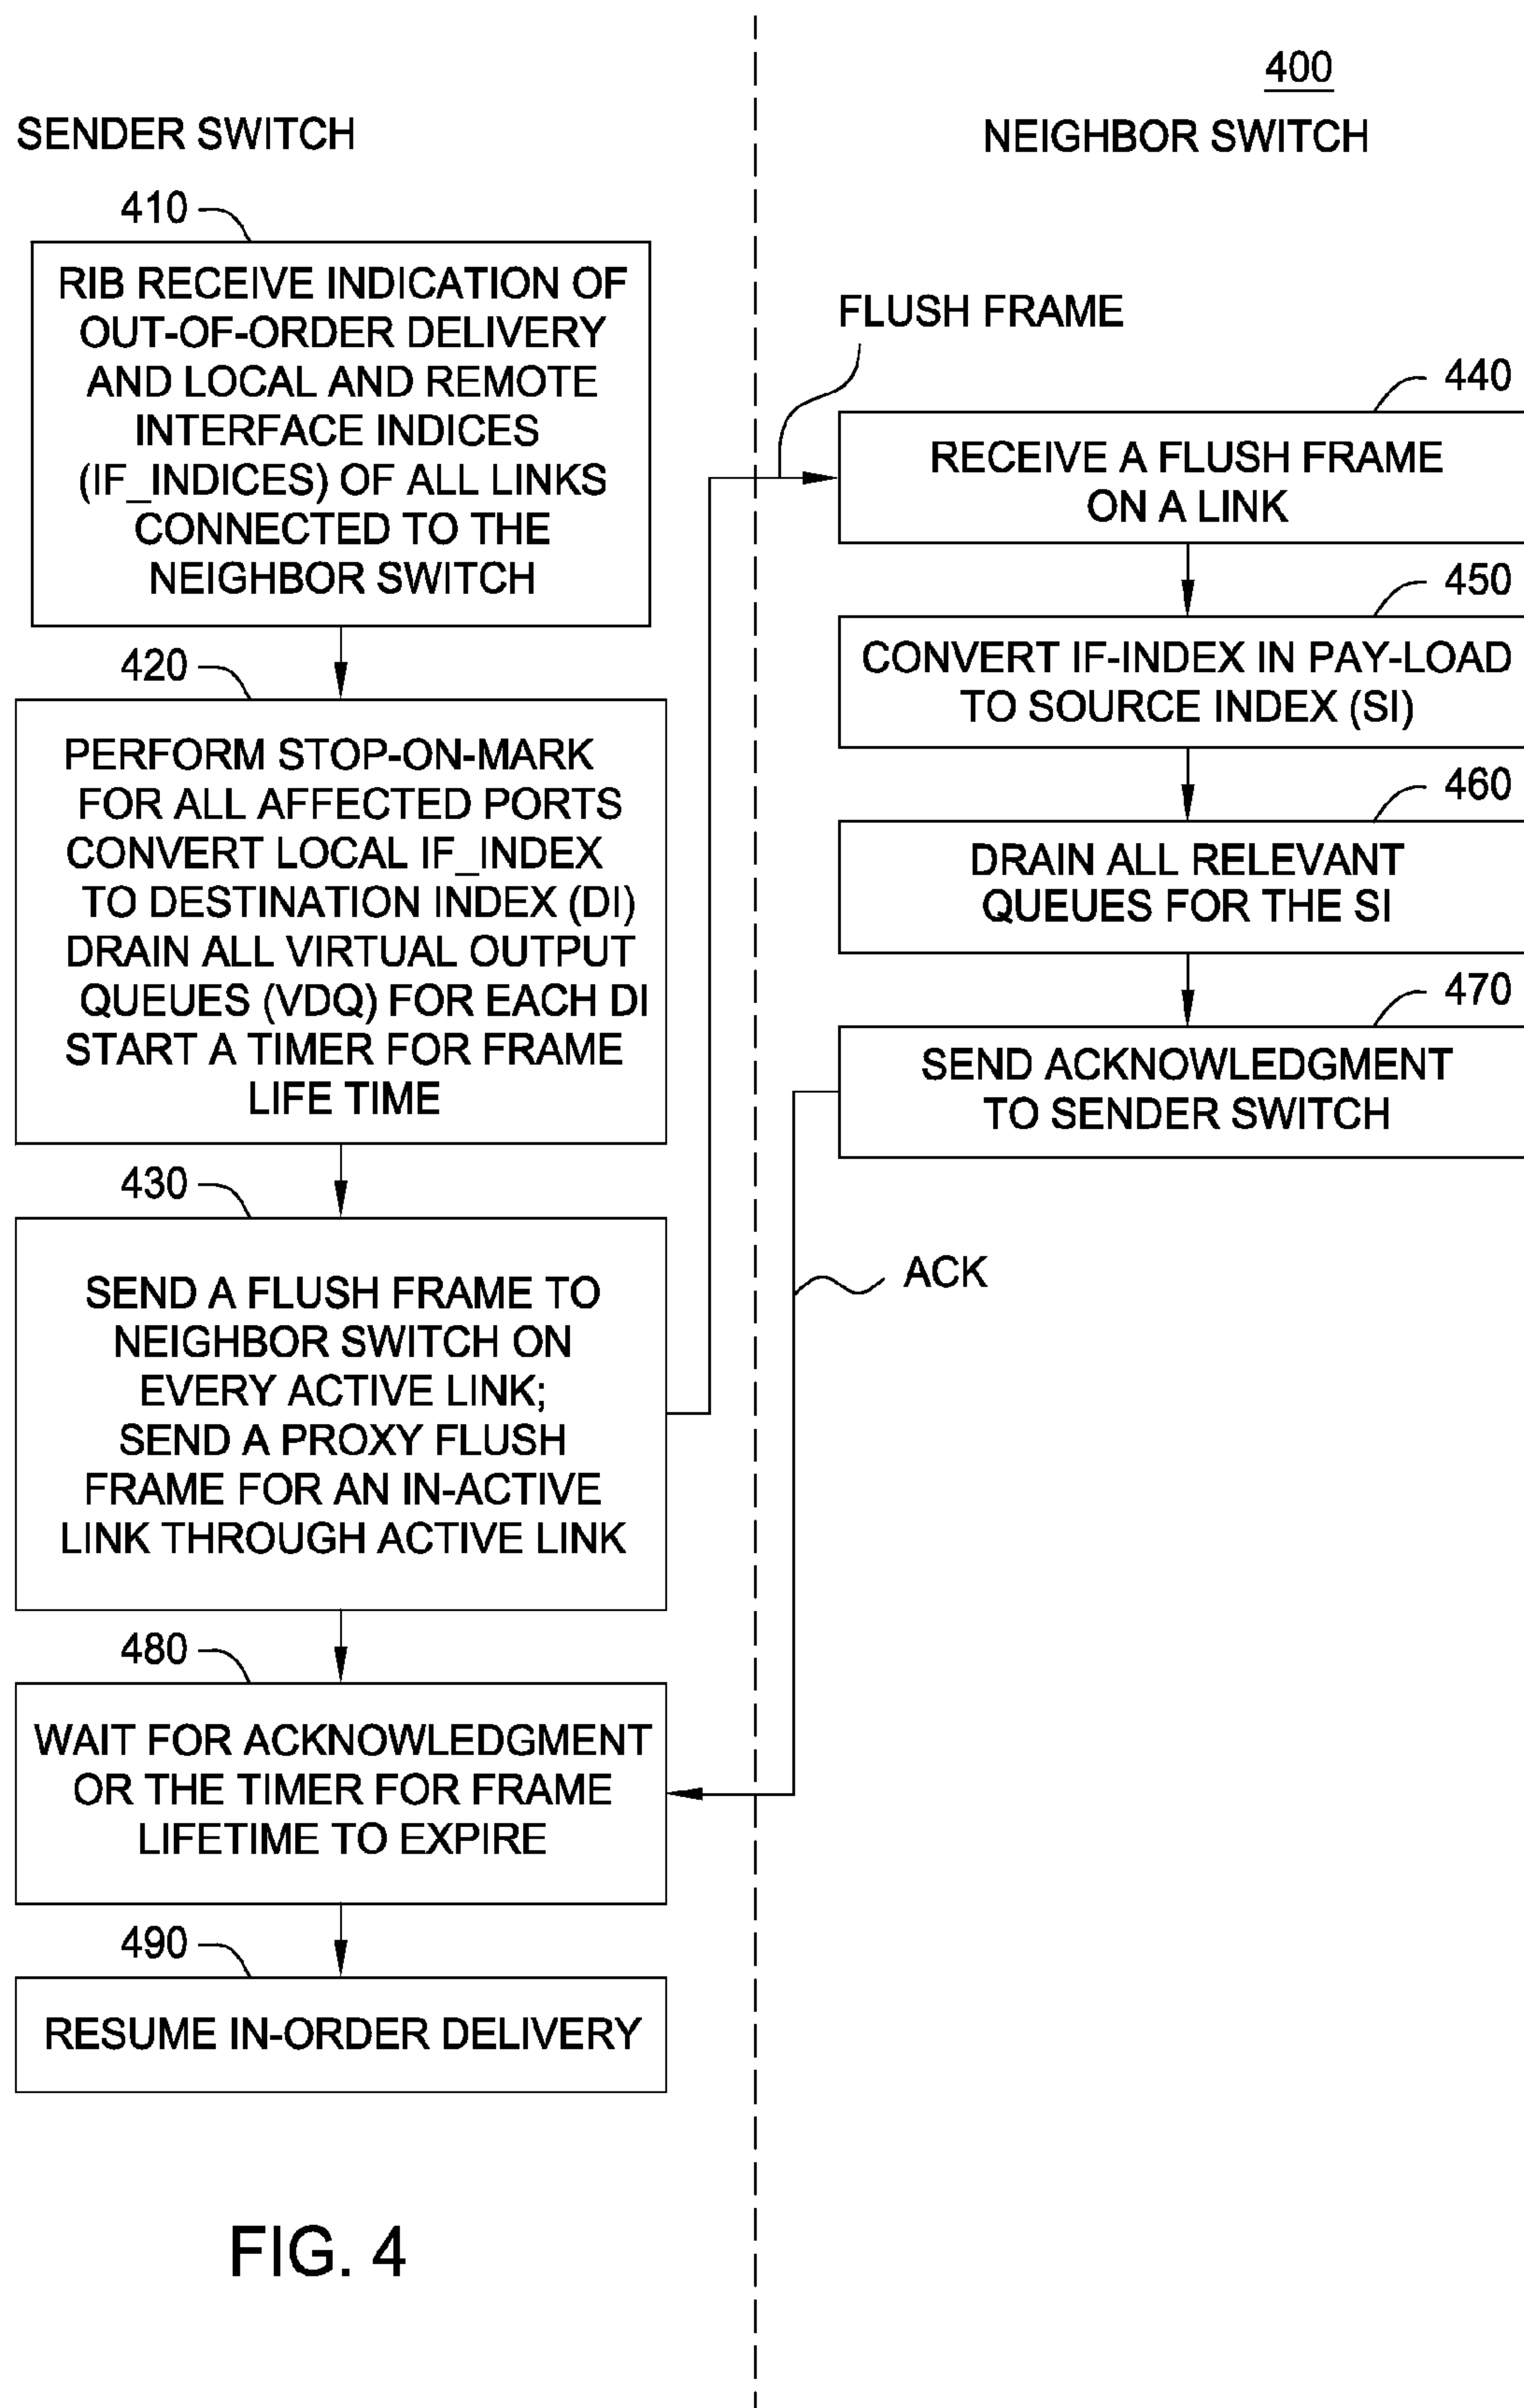 400
SENDER SWITCH
NEIGHBOR SWITCH
410
RIB RECEIVE INDICATION OF
OUT-OF-ORDER DELIVERY
AND LOCAL AND REMOTE
INTERFACE INDICES
(IF_INDICES) OF ALL LINKS
CONNECTED TO THE
NEIGHBOR SWITCH
420
PERFORM STOP-ON-MARK
FOR ALL AFFECTED PORTS
CONVERT LOCAL IF_INDEX
TO DESTINATION INDEX (DI)
DRAIN ALL VIRTUAL OUTPUT
QUEUES (VDQ) FOR EACH DI
START A TIMER FOR FRAME
LIFE TIME
430
SEND A FLUSH FRAME TO
NEIGHBOR SWITCH ON
EVERY ACTIVE LINK;
SEND A PROXY FLUSH
FRAME FOR AN IN-ACTIVE
LINK THROUGH ACTIVE LINK
FLUSH FRAME
440
RECEIVE A FLUSH FRAME
ON A LINK
450
CONVERT IF-INDEX IN PAY-LOAD
TO SOURCE INDEX (SI)
460
DRAIN ALL RELEVANT
QUEUES FOR THE SI
470
SEND ACKNOWLEDGMENT
TO SENDER SWITCH
ACK
480
WAIT FOR ACKNOWLEDGMENT
OR THE TIMER FOR FRAME
LIFETIME TO EXPIRE
490
RESUME IN-ORDER DELIVERY
FIG. 4